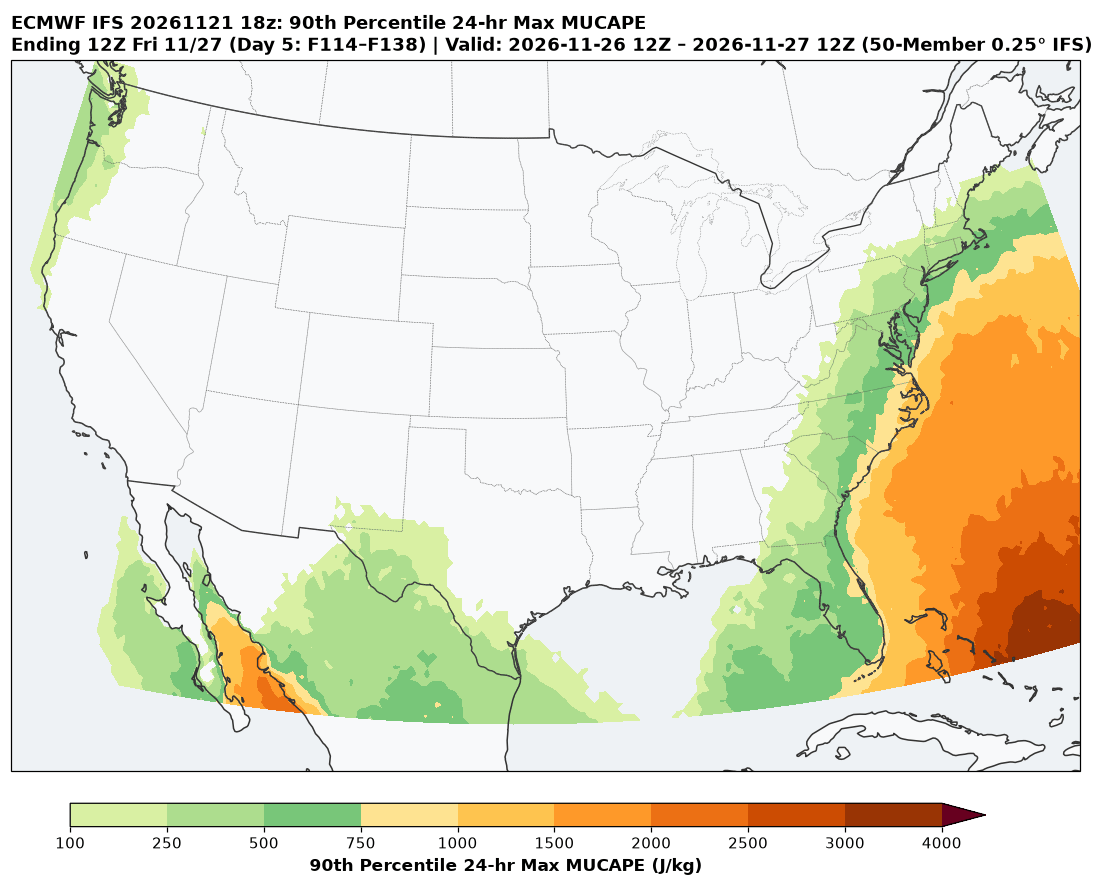 ECMWF IFS 20261121 18z: 90th Percentile 24-hr Max MUCAPE
Ending 12Z Fri 11/27 (Day 5: F114–F138) | Valid: 2026-11-26 12Z – 2026-11-27 12Z (50-Member 0.25° IFS)
100 250 500 750 1000 1500 2000 2500 3000 4000
90th Percentile 24-hr Max MUCAPE (J/kg)